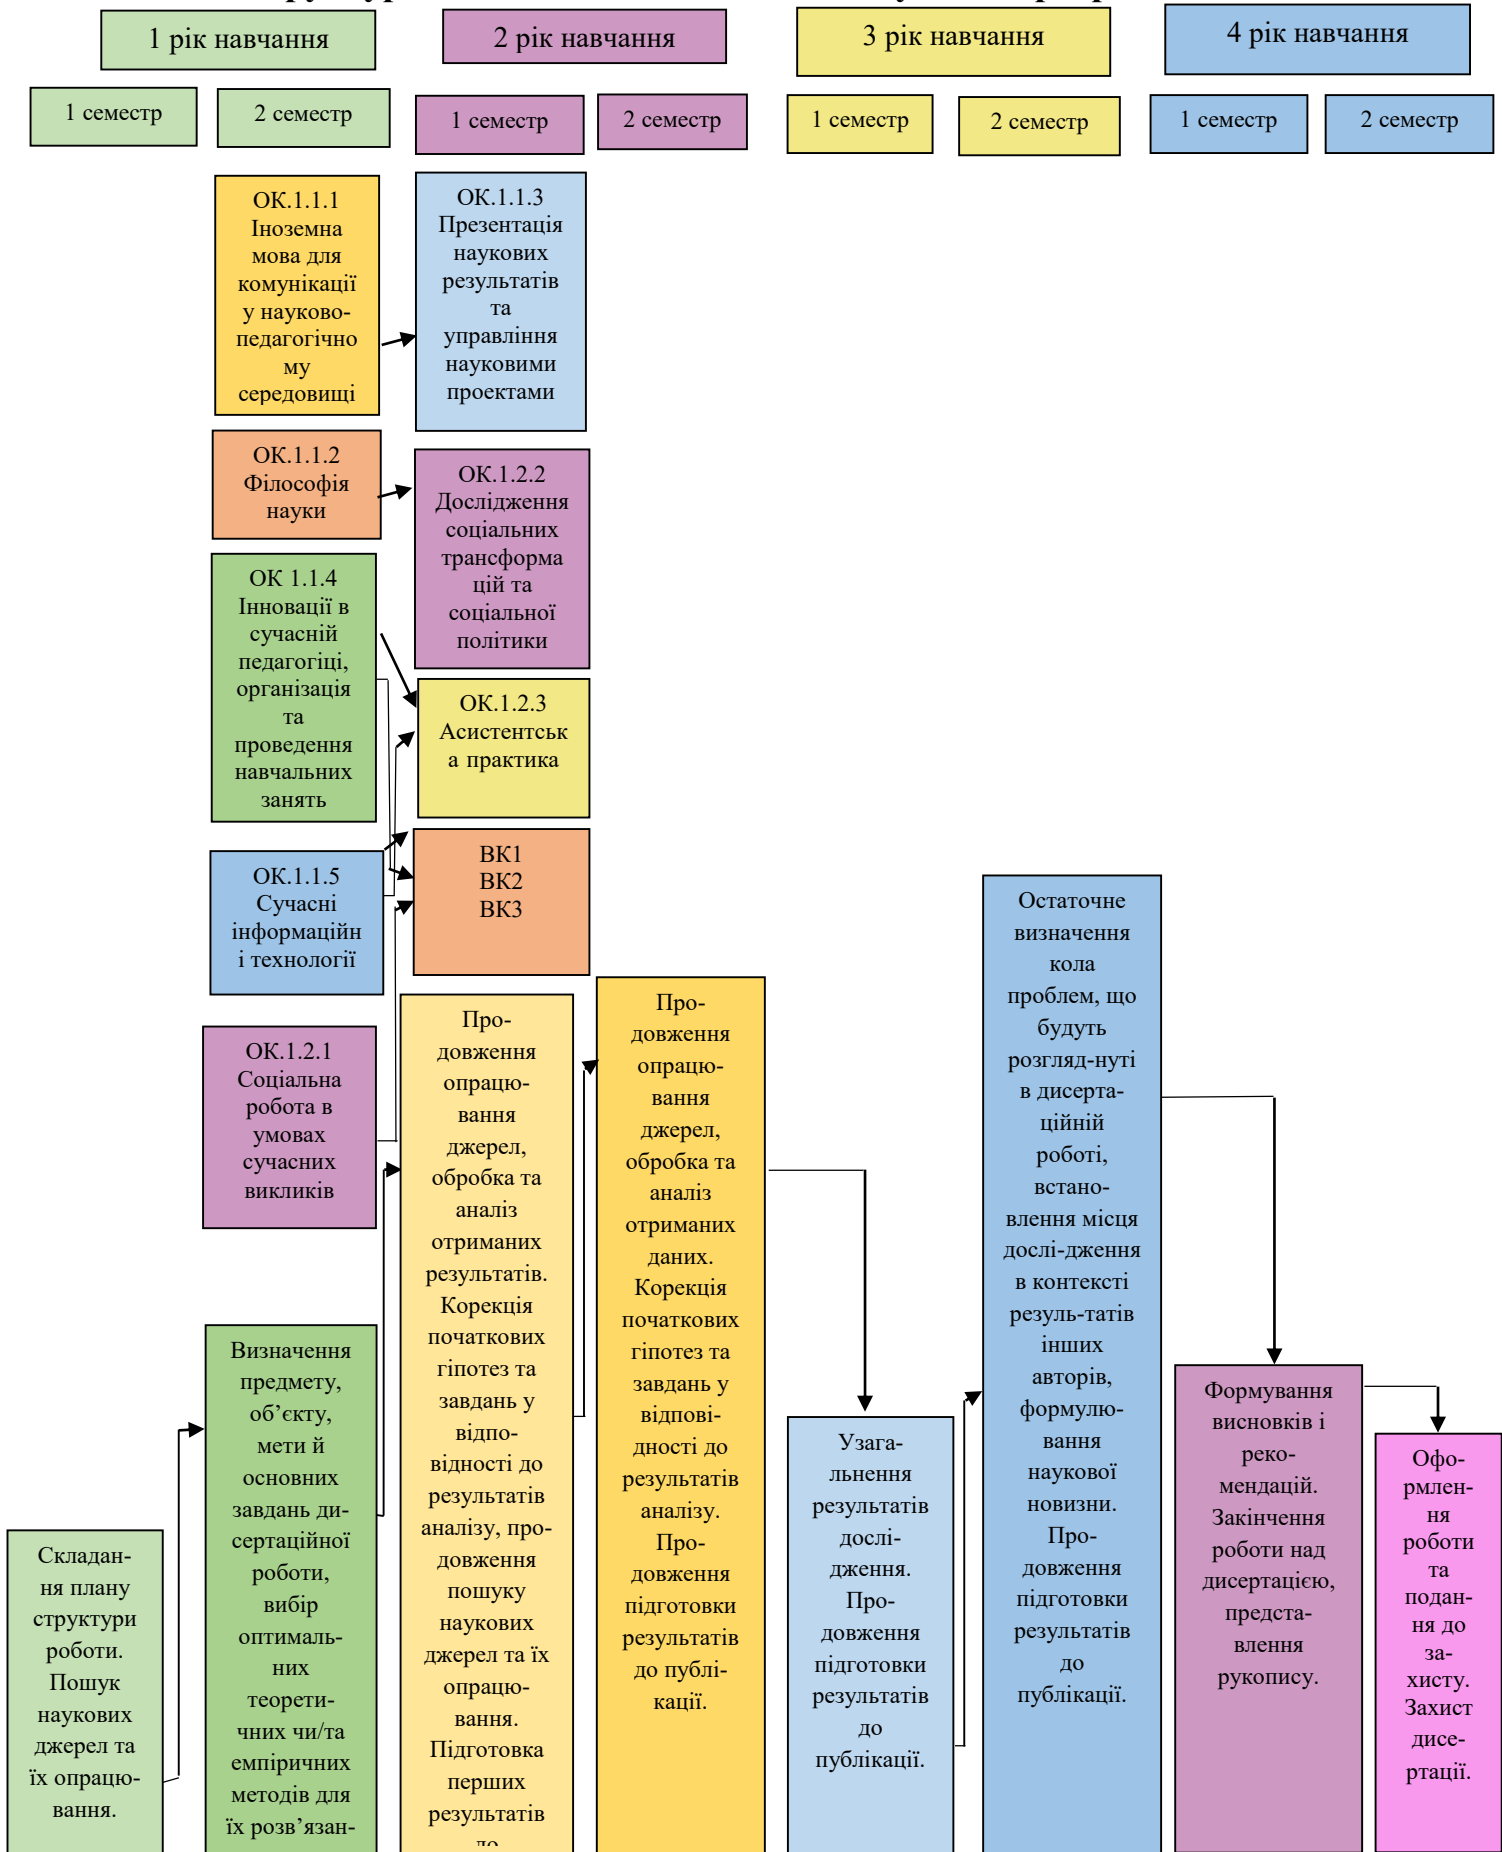 1 рік навчання
2 рік навчання
3 рік навчання
4 рік навчання
1 семестр
2 семестр
1 семестр
2 семестр
1 семестр
2 семестр
1 семестр
2 семестр
ОК.1.1.1
Іноземна
мова для
комунікації
у науково-
педагогічно
му
середовищі
ОК.1.1.3
Презентація
наукових
результатів
та
управління
науковими
проектами
ОК.1.1.2
Філософія
науки
ОК.1.2.2
Дослідження
соціальних
трансформа
цій та
соціальної
політики
ОК 1.1.4
Інновації в
сучасній
педагогіці,
організація
та
проведення
навчальних
занять
ОК.1.2.3
Асистентськ
а практика
ОК.1.1.5
Сучасні
інформаційн
і технології
ВК1
ВК2
ВК3
ОК.1.2.1
Соціальна
робота в
умовах
сучасних
викликів
Складан-
ня плану
структури
роботи.
Пошук
наукових
джерел та
їх опрацю-
вання.
Визначення
предмету,
об’єкту,
мети й
основних
завдань ди-
сертаційної
роботи,
вибір
оптималь-
них
теорети-
чних чи/та
емпіричних
методів для
їх розв’язан-
Про-
довження
опрацю-
вання
джерел,
обробка та
аналіз
отриманих
результатів.
Корекція
початкових
гіпотез та
завдань у
відпо-
відності до
результатів
аналізу, про-
довження
пошуку
наукових
джерел та їх
опрацю-
вання.
Підготовка
перших
результатів
до
Про-
довження
опрацю-
вання
джерел,
обробка та
аналіз
отриманих
даних.
Корекція
початкових
гіпотез та
завдань у
відпові-
дності до
результатів
аналізу.
Про-
довження
підготовки
результатів
до публі-
кації.
Узага-
льнення
результатів
дослі-
дження.
Про-
довження
підготовки
результатів
до
публікації.
Остаточне
визначення
кола
проблем, що
будуть
розгляд-нуті
в дисерта-
ційній
роботі,
встано-
влення місця
дослі-дження
в контексті
резуль-татів
інших
авторів,
формулю-
вання
наукової
новизни.
Про-
довження
підготовки
результатів
до
публікації.
Формування
висновків і
реко-
мендацій.
Закінчення
роботи над
дисертацією,
предста-
влення
рукопису.
Офо-
рмлен-
ня
роботи
та
подан-
ня до
за-
хисту.
Захист
дисе-
ртації.